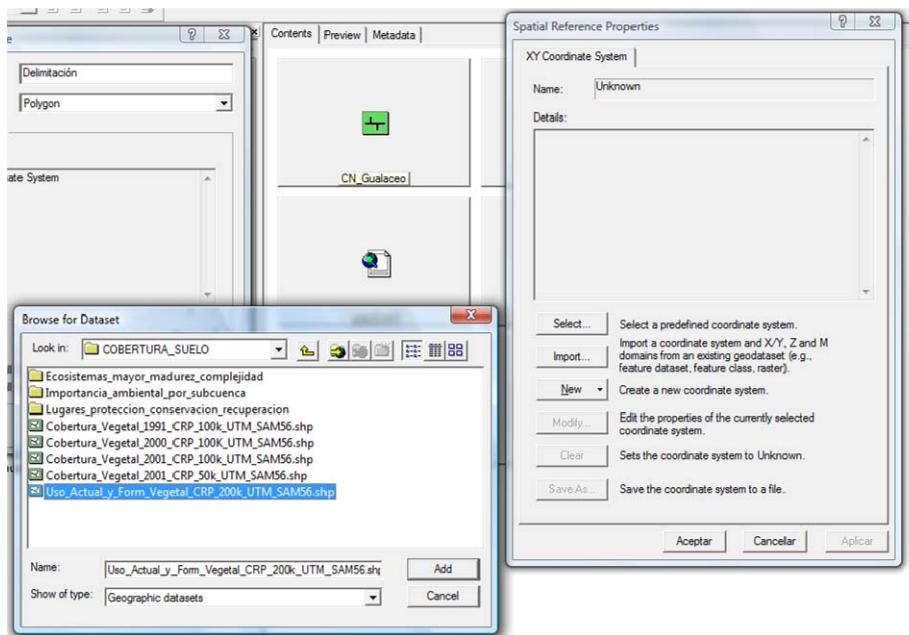 Delimitación
Polygon
ate System
Contents
Preview
Metadata
CN_Gualaceo
Spatial Reference Properties
XY Coordinate System
Name:
Unknown
Details:
Select...
Select a predefined coordinate system.
Import...
Import a coordinate system and X/Y, Z and M
domains from an existing geodataset (e.g.,
feature dataset, feature class, raster).
New
Create a new coordinate system.
Modify...
Edit the properties of the currently selected
coordinate system.
Clear
Sets the coordinate system to Unknown.
Save As...
Save the coordinate system to a file..
Aceptar
Cancelar
Aplicar
Browse for Dataset
Look in:
COBERTURA_SUELO
Ecosistemas_mayor_madurez_complejidad
Importancia_ambiental_por_subcuenca
Lugares_proteccion_conservacion_recuperacion
Cobertura_Vegetal_1991_CRP_100k_UTM_SAM56.shp
Cobertura_Vegetal_2000_CRP_100K_UTM_SAM56.shp
Cobertura_Vegetal_2001_CRP_100k_UTM_SAM56.shp
Cobertura_Vegetal_2001_CRP_50k_UTM_SAM56.shp
Uso_Actual_y_Form_Vegetal_CRP_200k_UTM_SAM56.shp
Name:
Uso_Actual_y_Form_Vegetal_CRP_200k_UTM_SAM56.shp
Add
Show of type:
Geographic datasets
Cancel